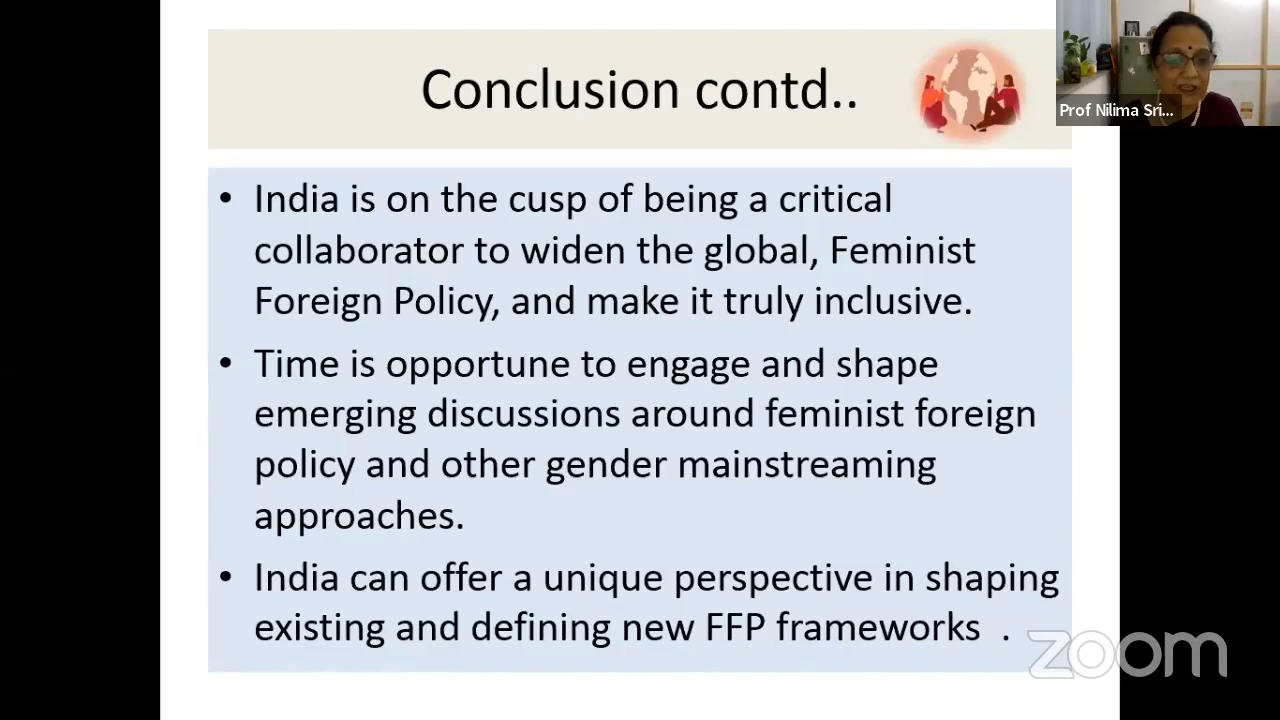 Conclusion contd..
Prof Nilima Sri...
• India is on the cusp of being a critical
collaborator to widen the global, Feminist
Foreign Policy, and make it truly inclusive.
• Time is opportune to engage and shape
emerging discussions around feminist foreign
policy and other gender mainstreaming
approaches.
• India can offer a unique perspective in shaping
existing and defining new FFP frameworks .
zoom